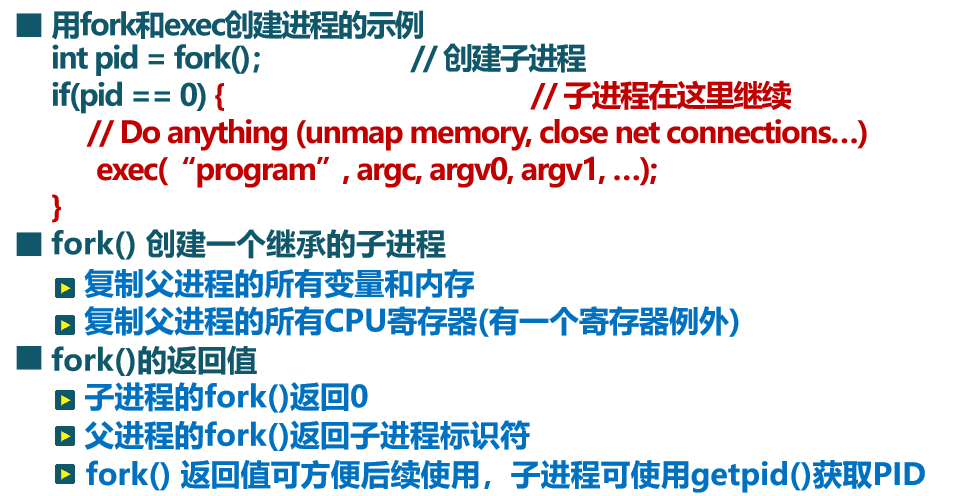 用fork和exec创建进程的示例
int pid = fork(); // 创建子进程
if(pid == 0) { // 子进程在这里继续
// Do anything (unmap memory, close net connections…)
exec(“program”, argc, argv0, argv1, …);
}
fork() 创建一个继承的子进程
复制父进程的所有变量和内存
复制父进程的所有CPU寄存器(有一个寄存器例外)
fork()的返回值
子进程的fork()返回0
父进程的fork()返回子进程标识符
fork() 返回值可方便后续使用，子进程可使用getpid()获取PID